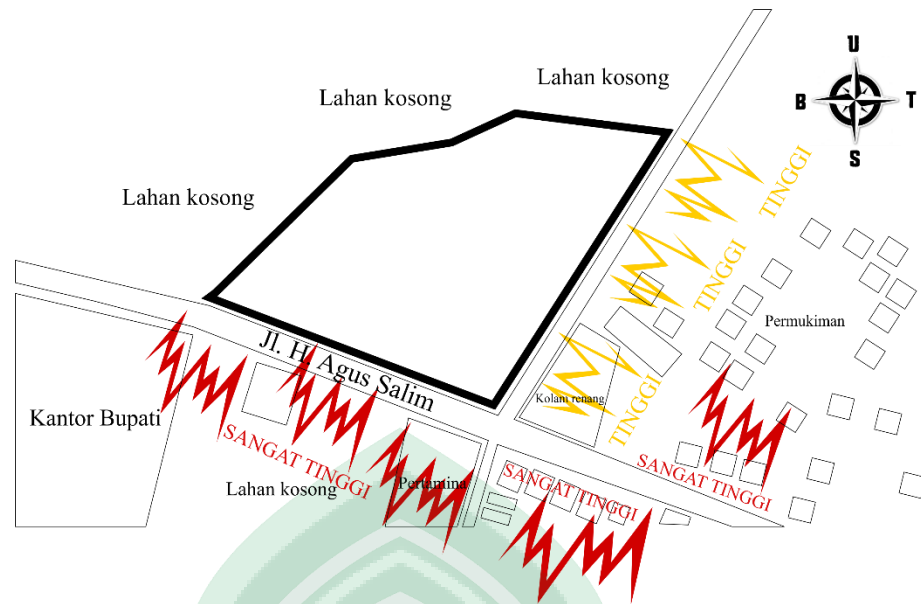 Lahan kosong
Lahan kosong
Lahan kosong
U
B
T
S
TINGGI
TINGGI
TINGGI
Permukiman
Jl. H. Agus Salim
Kolam renang
Kantor Bupati
SANGAT TINGGI
Lahan kosong
Pertamina
SANGAT TINGGI
SANGAT TINGGI